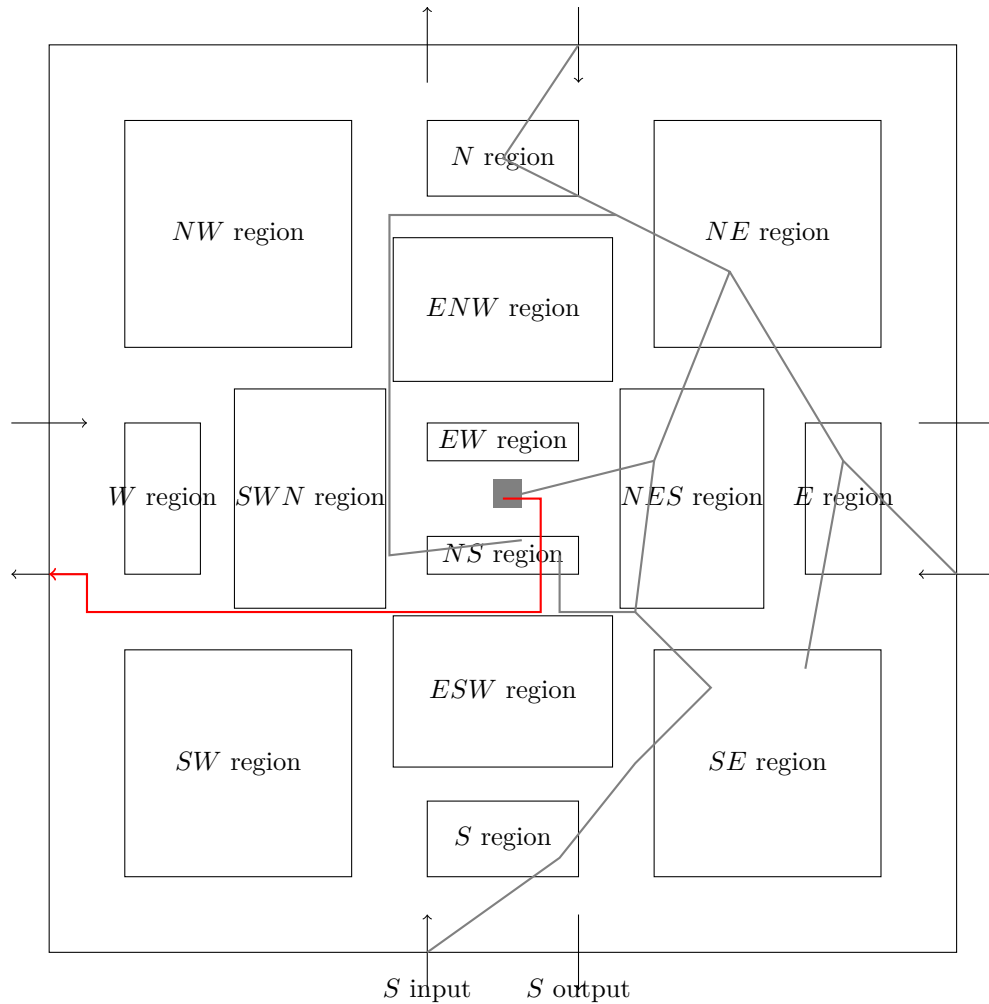 N region
NW region
NE region
ENW region
EW region
W region
SWN region
NES region
E region
NS region
ESW region
SW region
SE region
S region
S input
S output